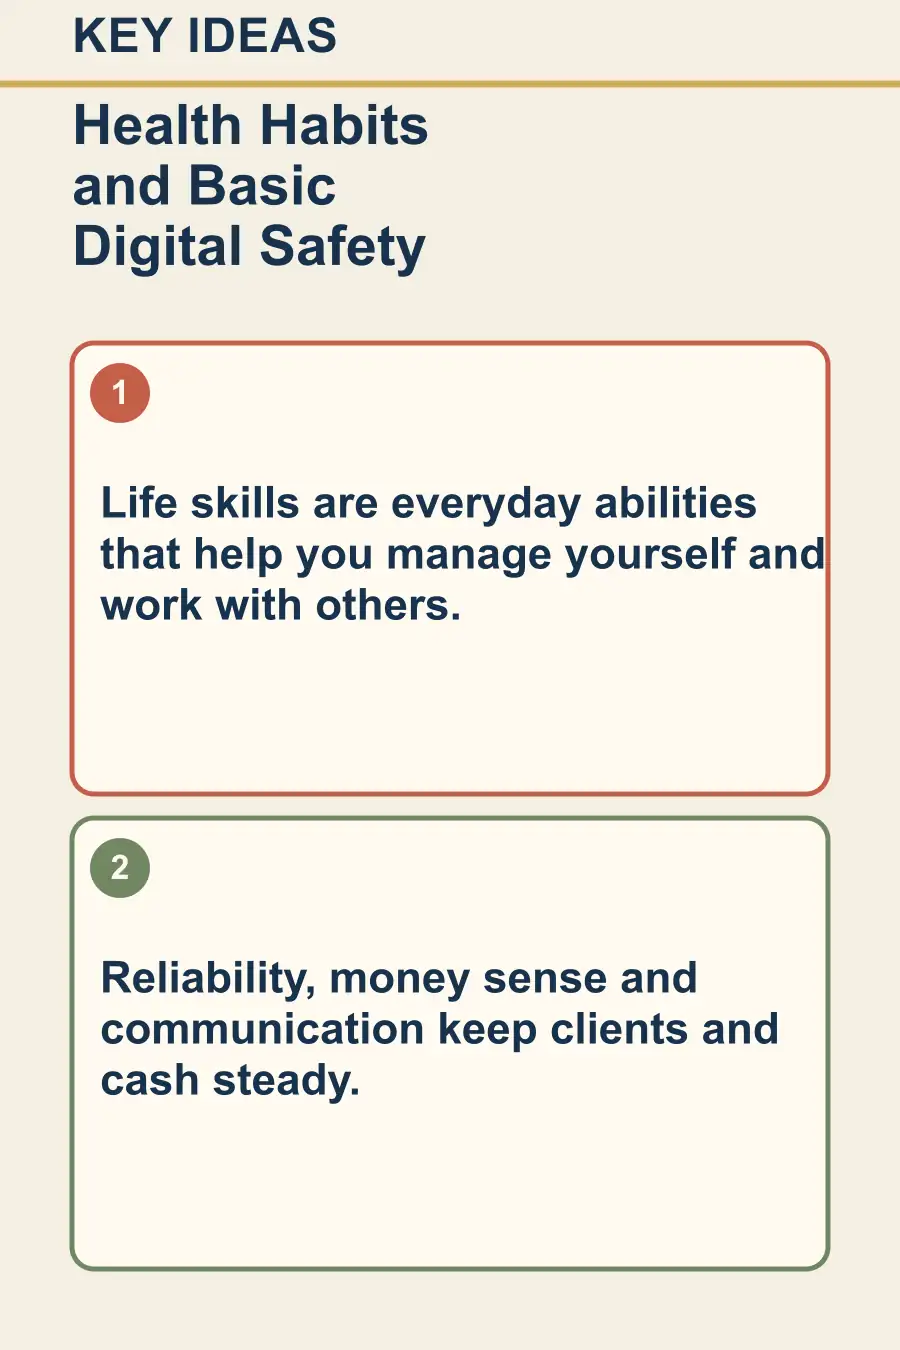 KEY IDEAS
Health Habits
and Basic
Digital Safety
1
Life skills are everyday abilities
that help you manage yourself and
work with others.
2
Reliability, money sense and
communication keep clients and
cash steady.